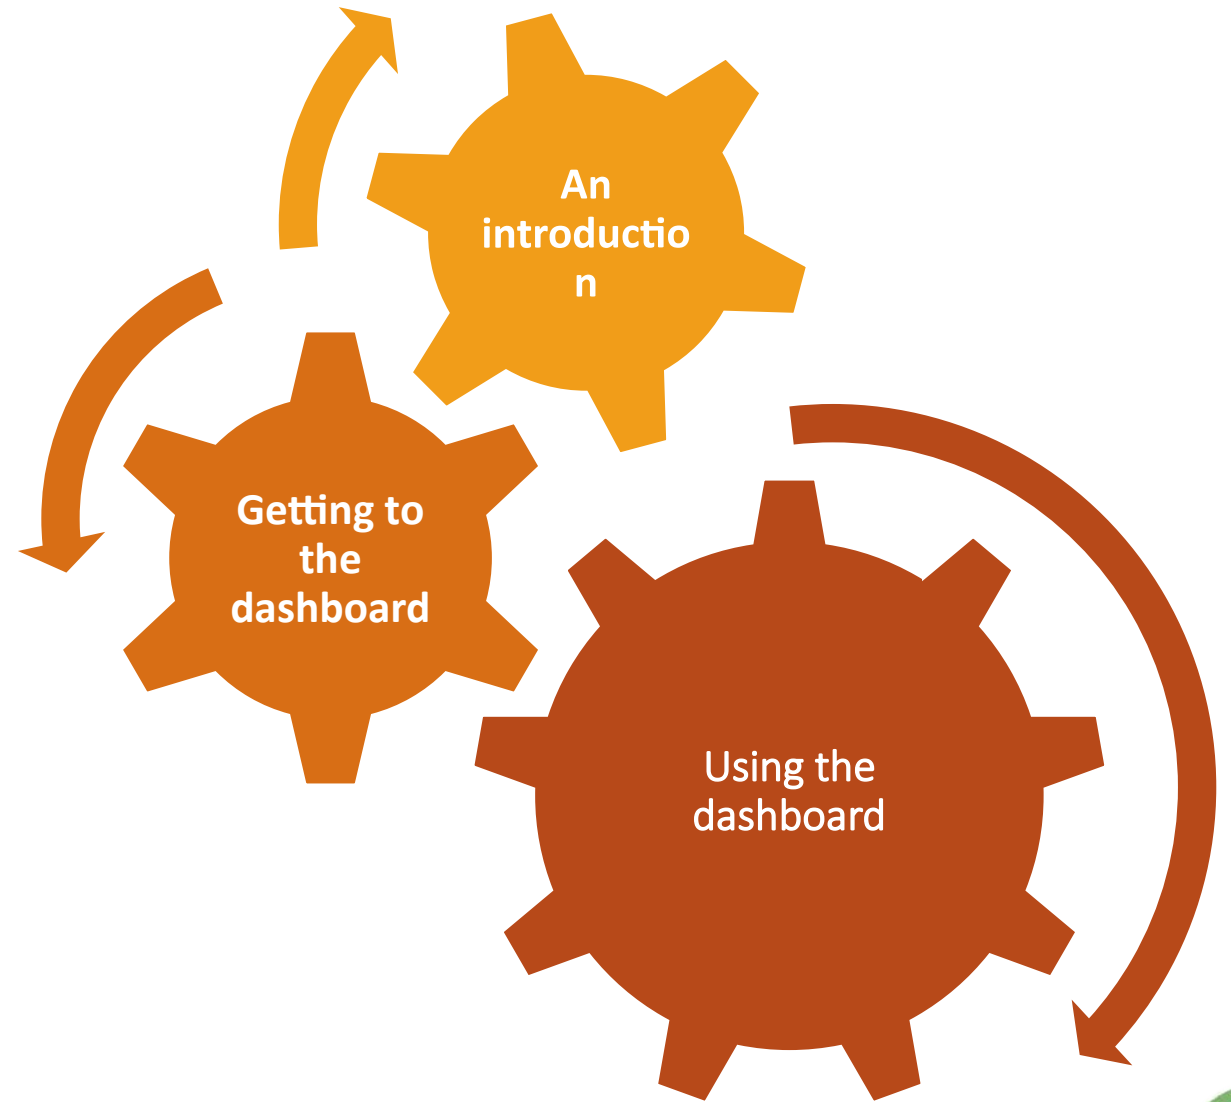 An
introductio
n
Getting to
the
dashboard
Using the
dashboard